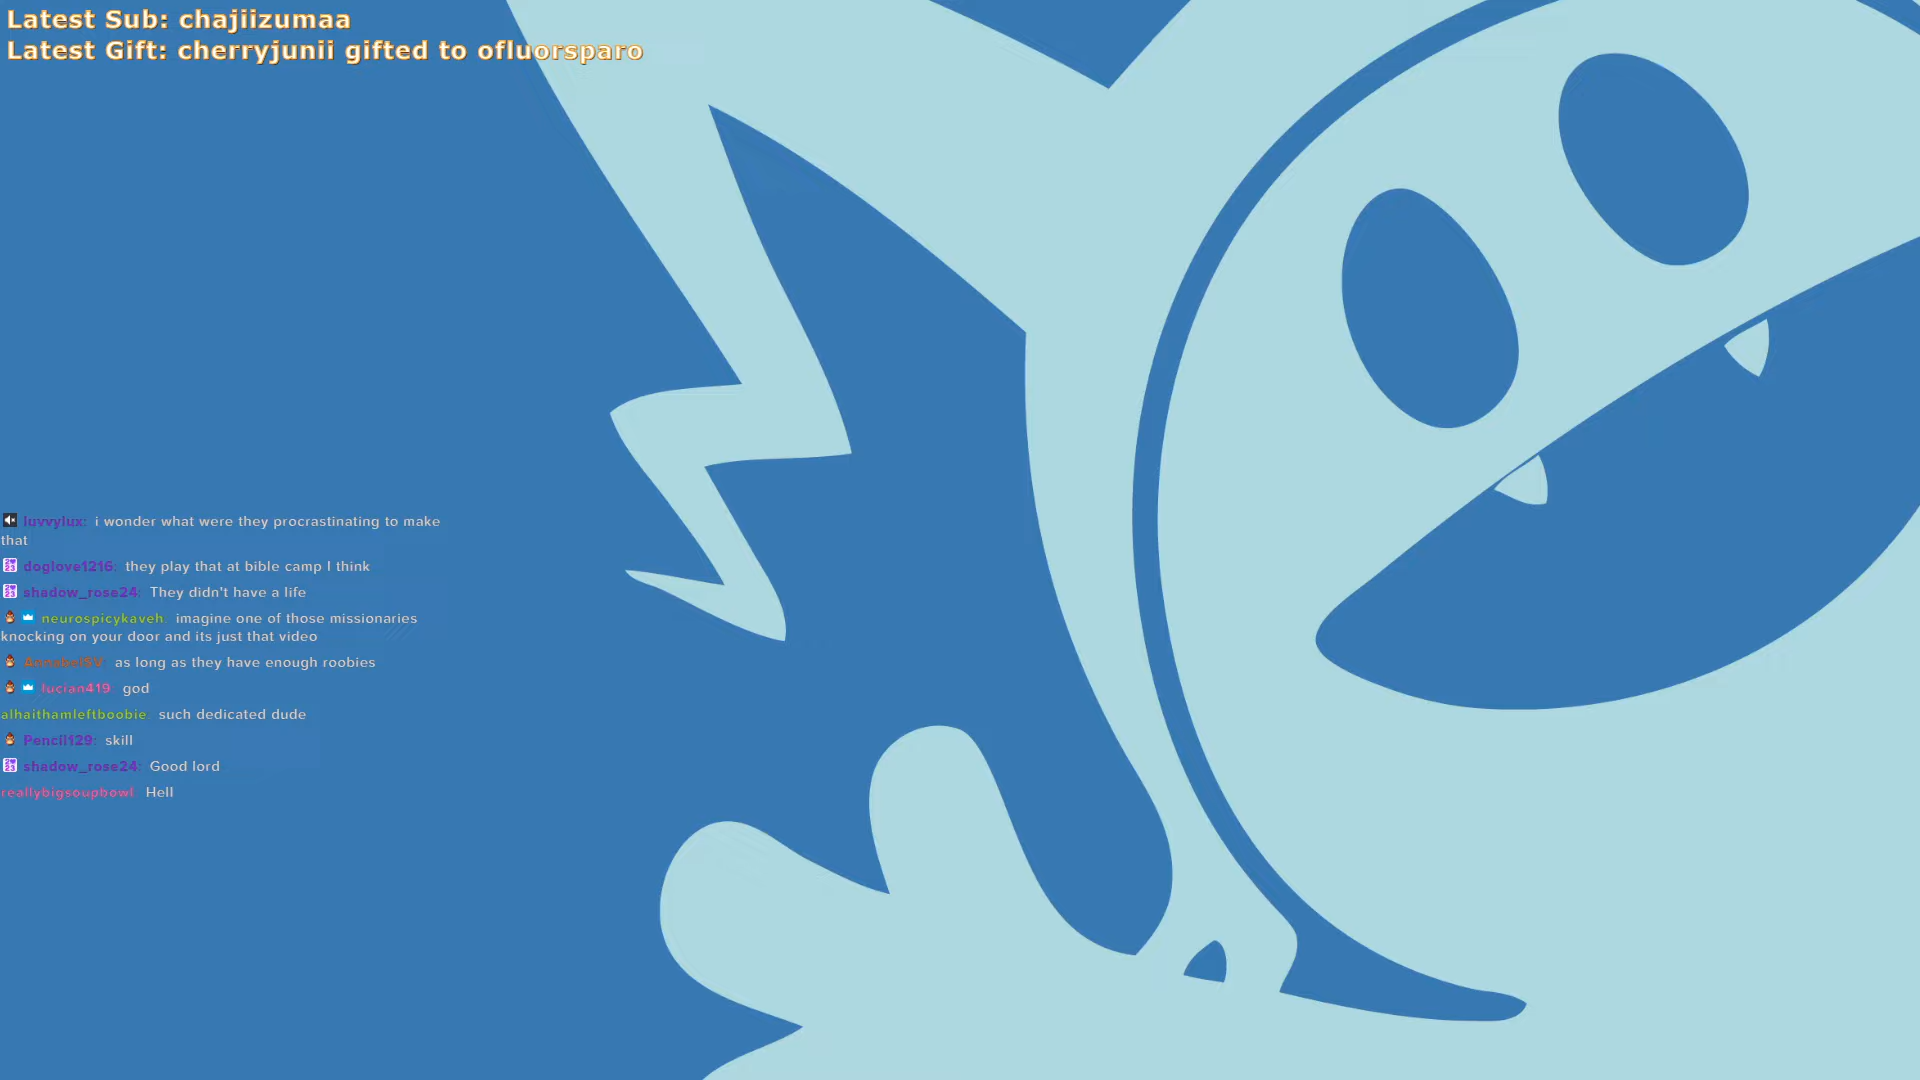 Latest Sub: chajiizumaa
Latest Gift: cherryjunii gifted to ofluorsparo
luvvylux: i wonder what were they procrastinating to make
that
doglove1216: they play that at bible camp I think
shadow_rose24: They didn't have a life
neurospicykaveh: imagine one of those missionaries
knocking on your door and its just that video
AnnabelSV: as long as they have enough roobies
lucian419: god
alhaithamleftboobie: such dedicated dude
Pencil129: skill
shadow_rose24: Good lord
reallybigsoupbowl: Hell